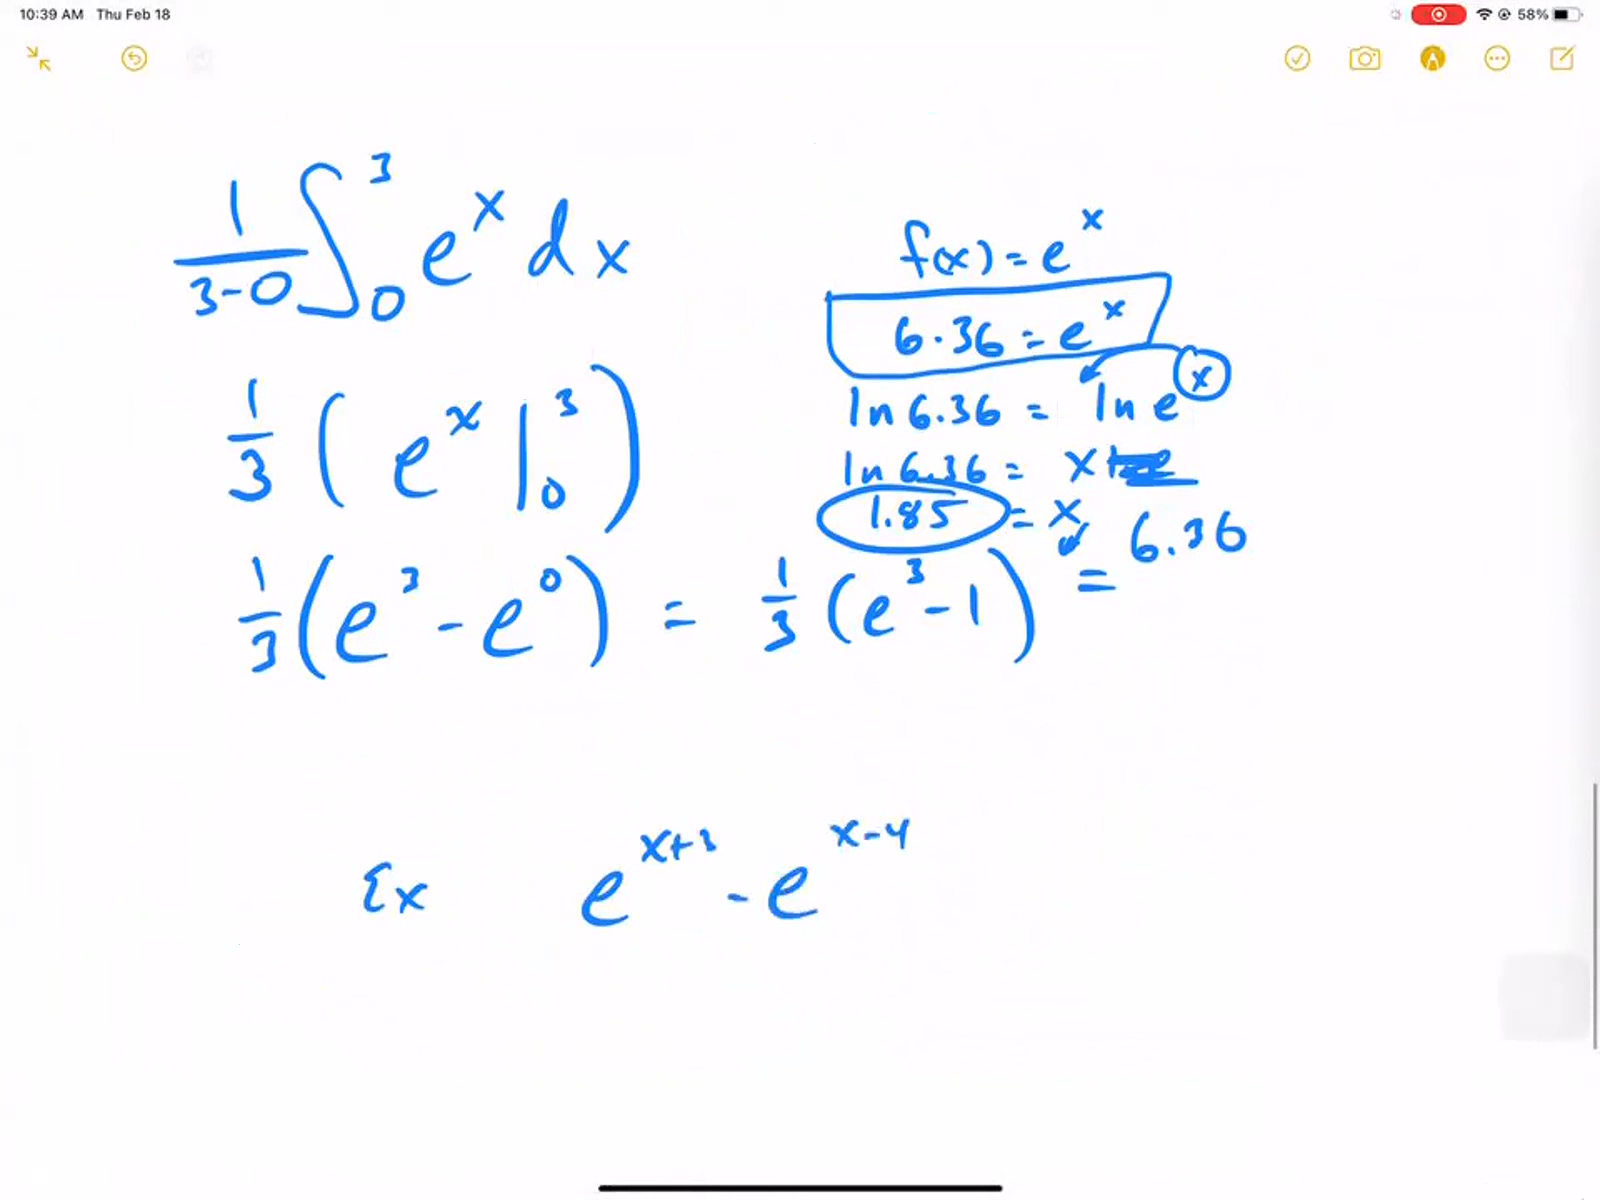 10:39 AM Thu Feb 18
58%
1/(3-0) ∫₀³ eˣ dx
1/3 (eˣ |₀³)
1/3 (e³ - e⁰) = 1/3 (e³ - 1) = 6.36
f(x) = eˣ
6.36 = eˣ
ln 6.36 = ln eˣ
ln 6.36 = x
1.85 = x
Ex e^(x+3) - e^(x-4)